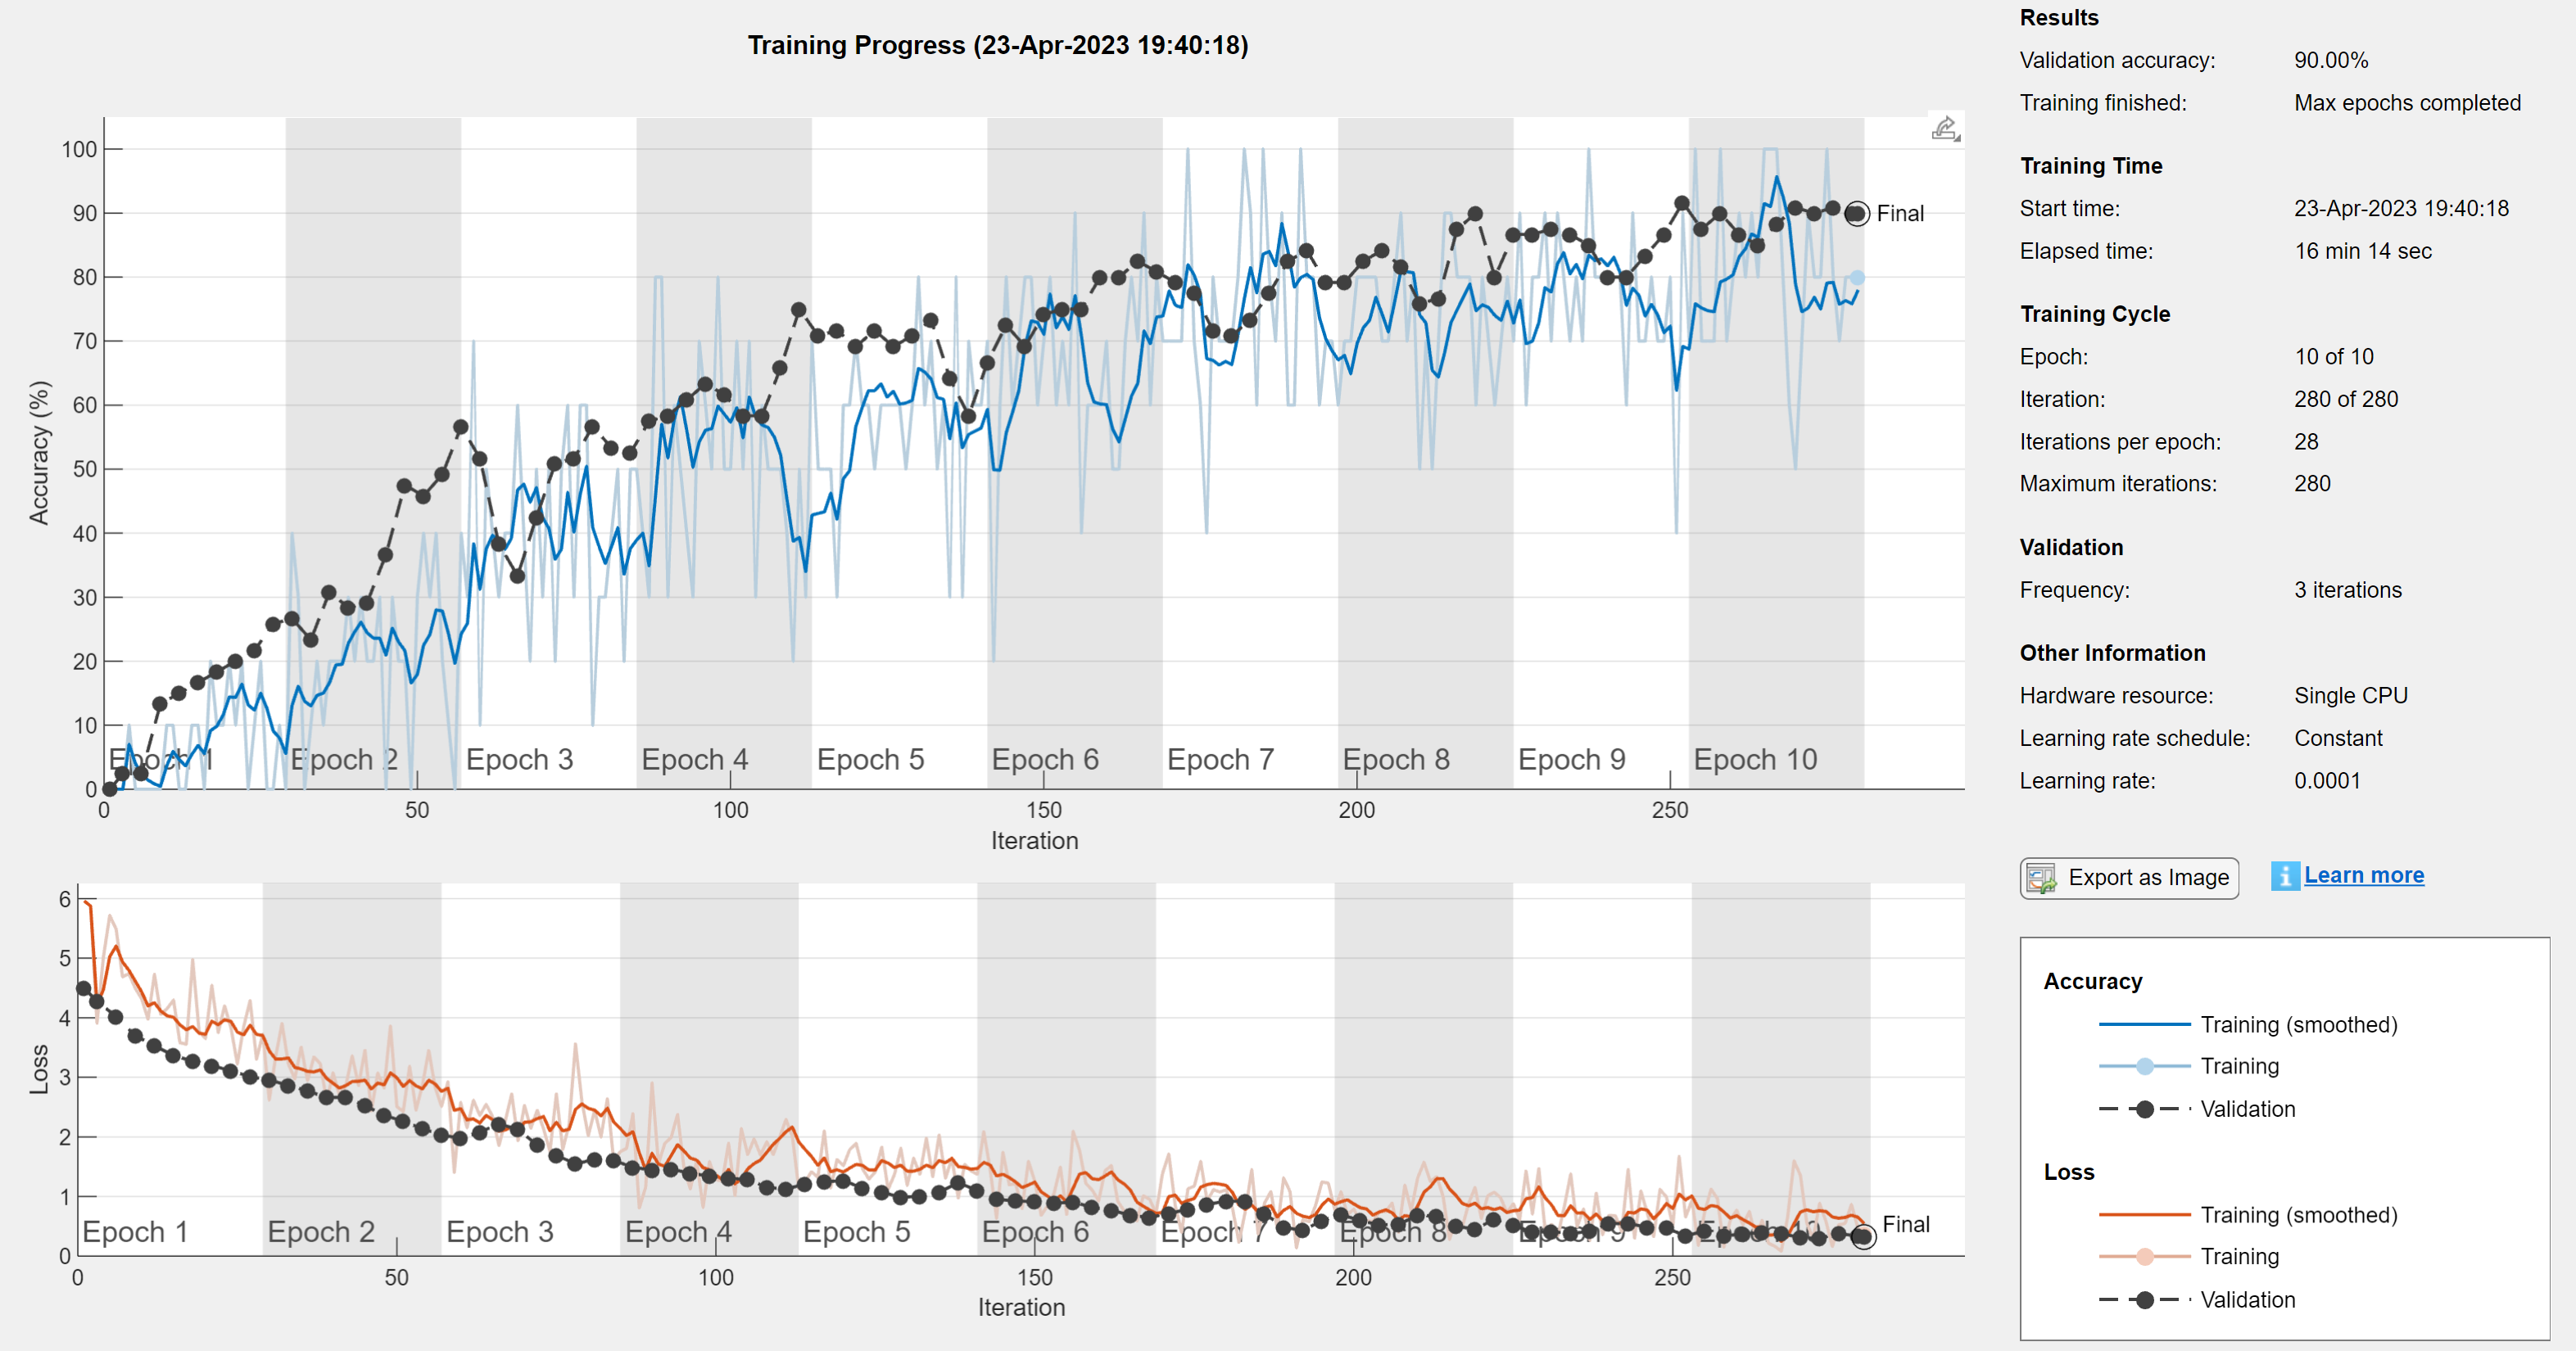 Training Progress (23-Apr-2023 19:40:18)
100
90
80
70
60
50
40
30
20
10
0
Accuracy (%)
Final
Epoch 1
Epoch 2
Epoch 3
Epoch 4
Epoch 5
Epoch 6
Epoch 7
Epoch 8
Epoch 9
Epoch 10
0
50
100
150
200
250
Iteration
6
5
4
3
2
1
0
Loss
Final
Epoch 1
Epoch 2
Epoch 3
Epoch 4
Epoch 5
Epoch 6
Epoch 7
Epoch 8
Epoch 9
Epoch 10
0
50
100
150
200
250
Iteration
Results
Validation accuracy: 90.00%
Training finished: Max epochs completed
Training Time
Start time: 23-Apr-2023 19:40:18
Elapsed time: 16 min 14 sec
Training Cycle
Epoch: 10 of 10
Iteration: 280 of 280
Iterations per epoch: 28
Maximum iterations: 280
Validation
Frequency: 3 iterations
Other Information
Hardware resource: Single CPU
Learning rate schedule: Constant
Learning rate: 0.0001
Export as Image
i Learn more
Accuracy
Training (smoothed)
Training
Validation
Loss
Training (smoothed)
Training
Validation